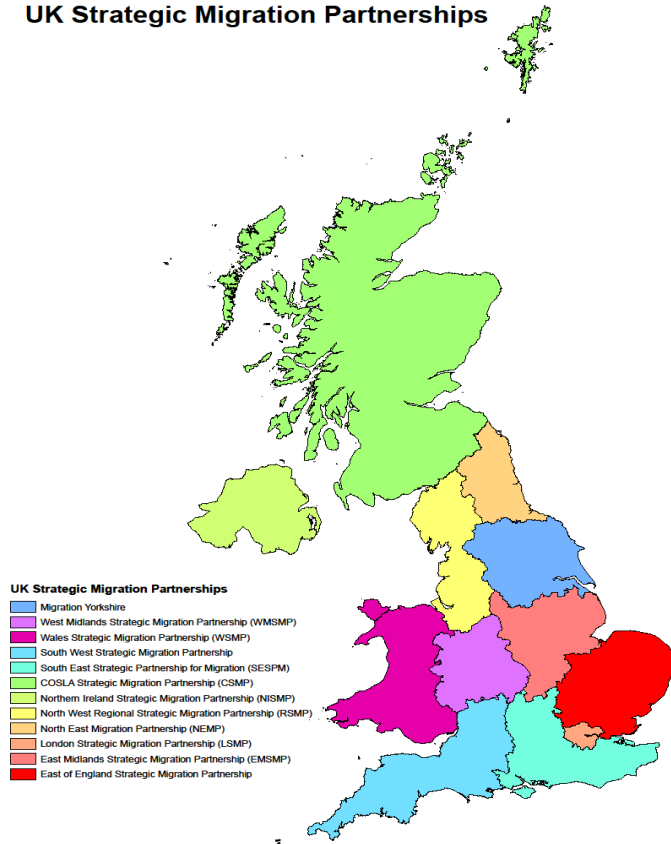 UK Strategic Migration Partnerships
UK Strategic Migration Partnerships
Migration Yorkshire
West Midlands Strategic Migration Partnership (WMSMP)
Wales Strategic Migration Partnership (WSMP)
South West Strategic Migration Partnership
South East Strategic Partnership for Migration (SESPM)
COSLA Strategic Migration Partnership (CSMP)
Northern Ireland Strategic Migration Partnership (NISMP)
North West Regional Strategic Migration Partnership (RSMP)
North East Migration Partnership (NEMP)
London Strategic Migration Partnership (LSMP)
East Midlands Strategic Migration Partnership (EMSMP)
East of England Strategic Migration Partnership